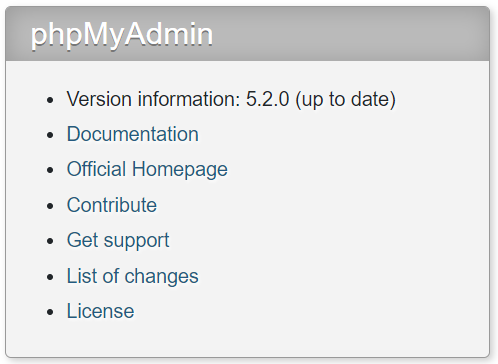 phpMyAdmin
Version information: 5.2.0 (up to date)
Documentation
Official Homepage
Contribute
Get support
List of changes
License